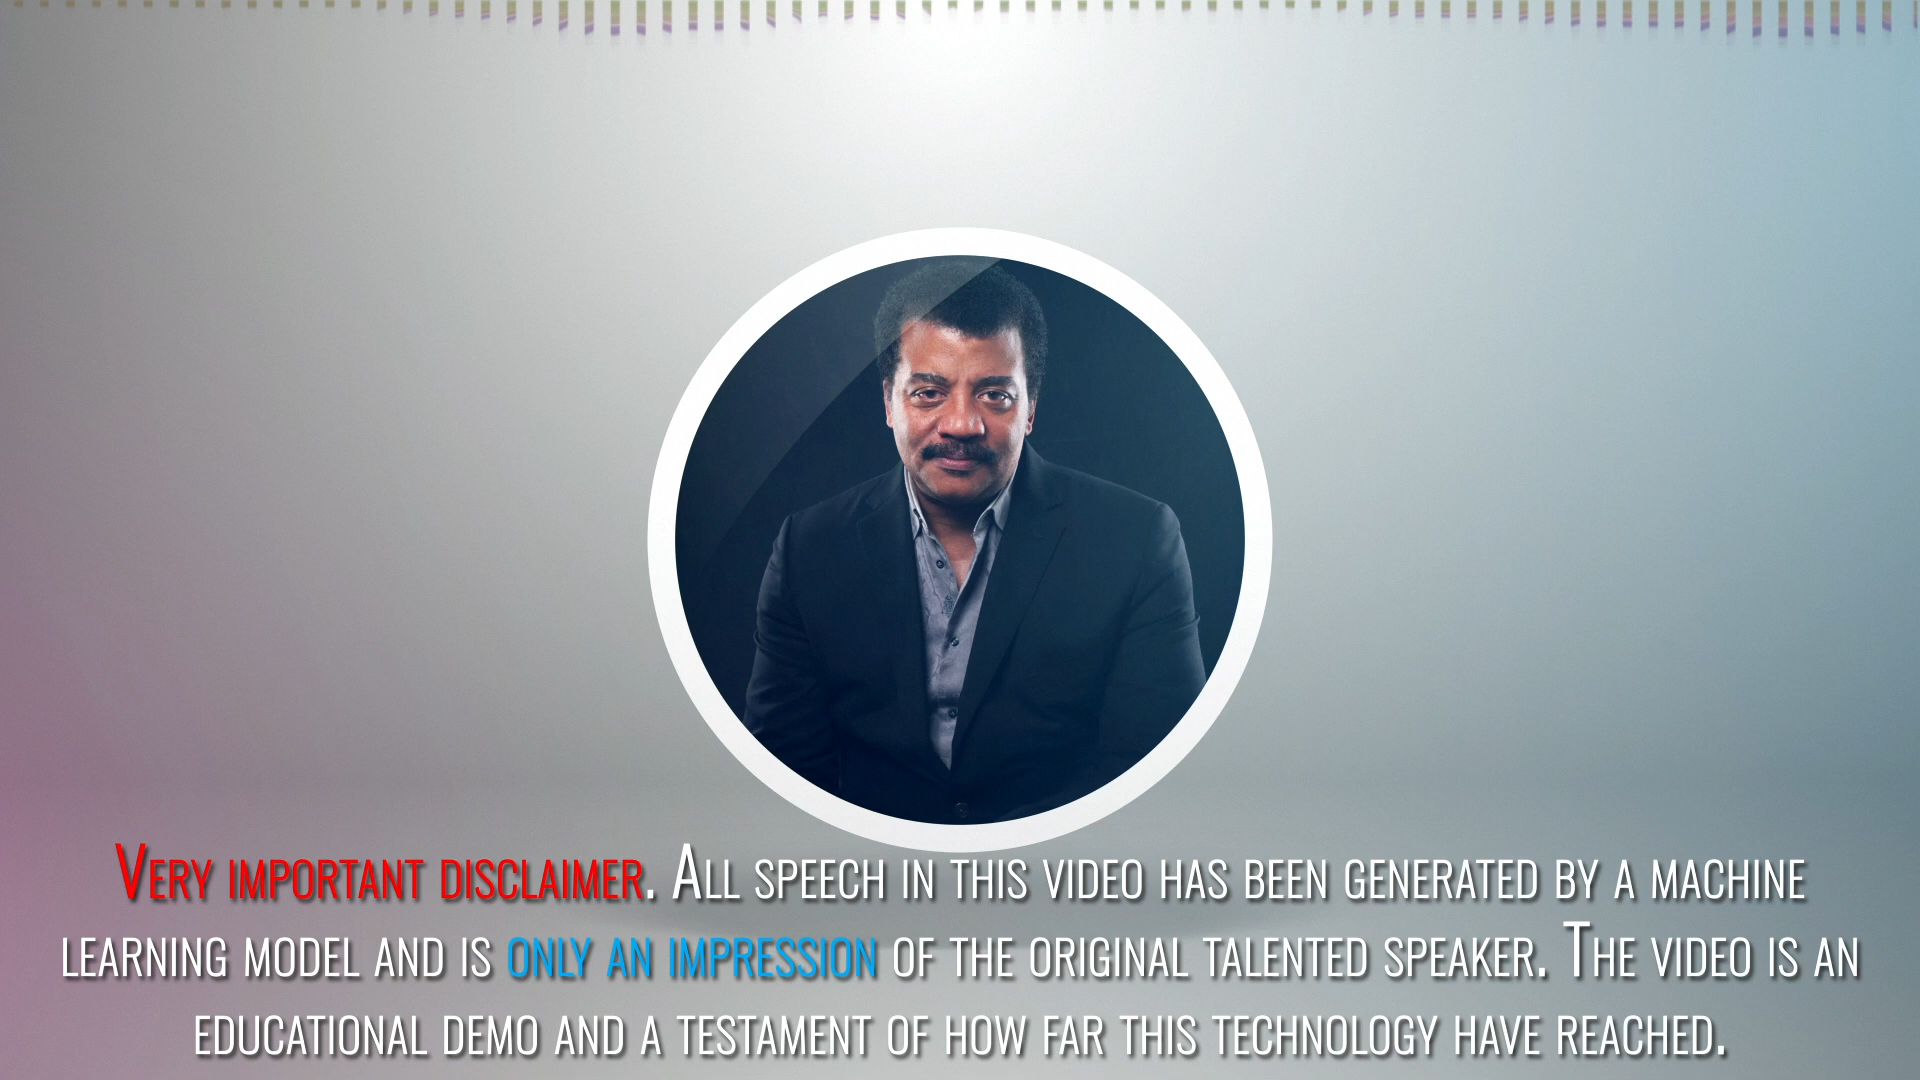 Very important disclaimer. All speech in this video has been generated by a machine
learning model and is only an impression of the original talented speaker. The video is an
educational demo and a testament of how far this technology have reached.